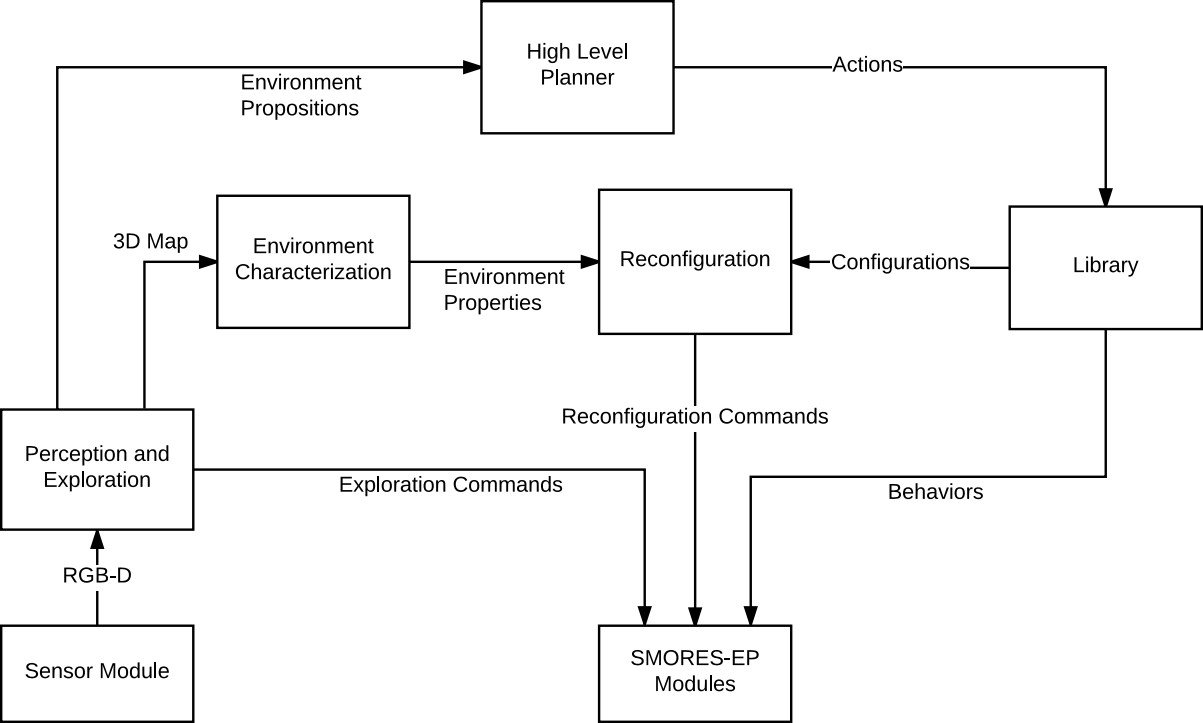 High Level
Planner
Actions
Environment
Propositions
3D Map
Environment
Characterization
Environment
Properties
Reconfiguration
Configurations
Library
Reconfiguration Commands
Perception and
Exploration
Exploration Commands
Behaviors
RGB-D
Sensor Module
SMORES-EP
Modules